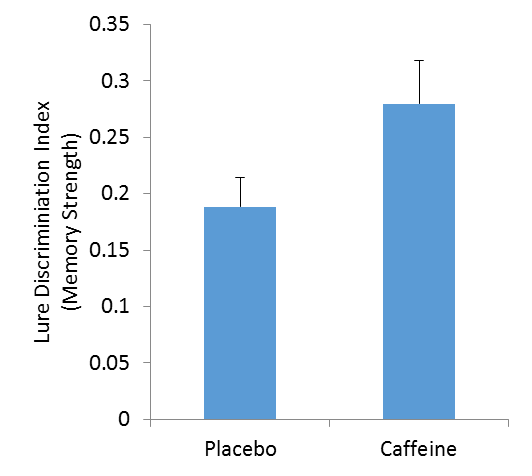 0.35
0.3
0.25
0.2
0.15
0.1
0.05
0
Lure Discriminiation Index
(Memory Strength)
Placebo
Caffeine